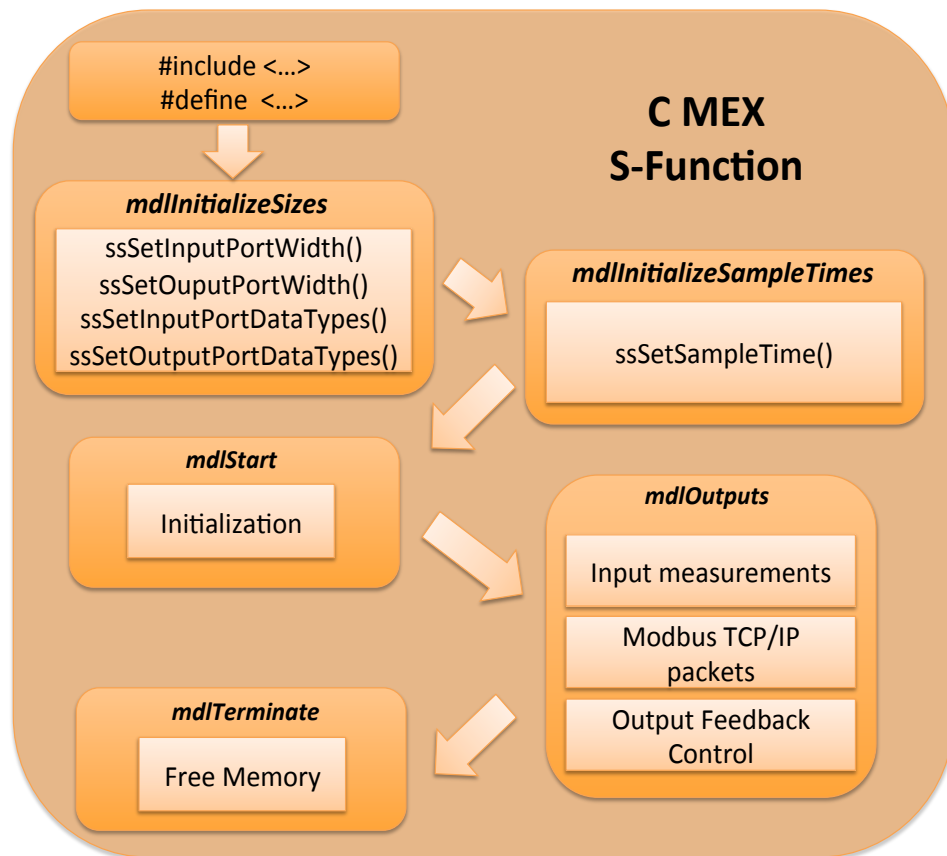 #include <...>
#define <...>
C MEX
S-Function
mdlInitializeSizes
ssSetInputPortWidth()
ssSetOuputPortWidth()
ssSetInputPortDataTypes()
ssSetOutputPortDataTypes()
mdlInitializeSampleTimes
ssSetSampleTime()
mdlStart
Initialization
mdlOutputs
Input measurements
Modbus TCP/IP
packets
Output Feedback
Control
mdlTerminate
Free Memory